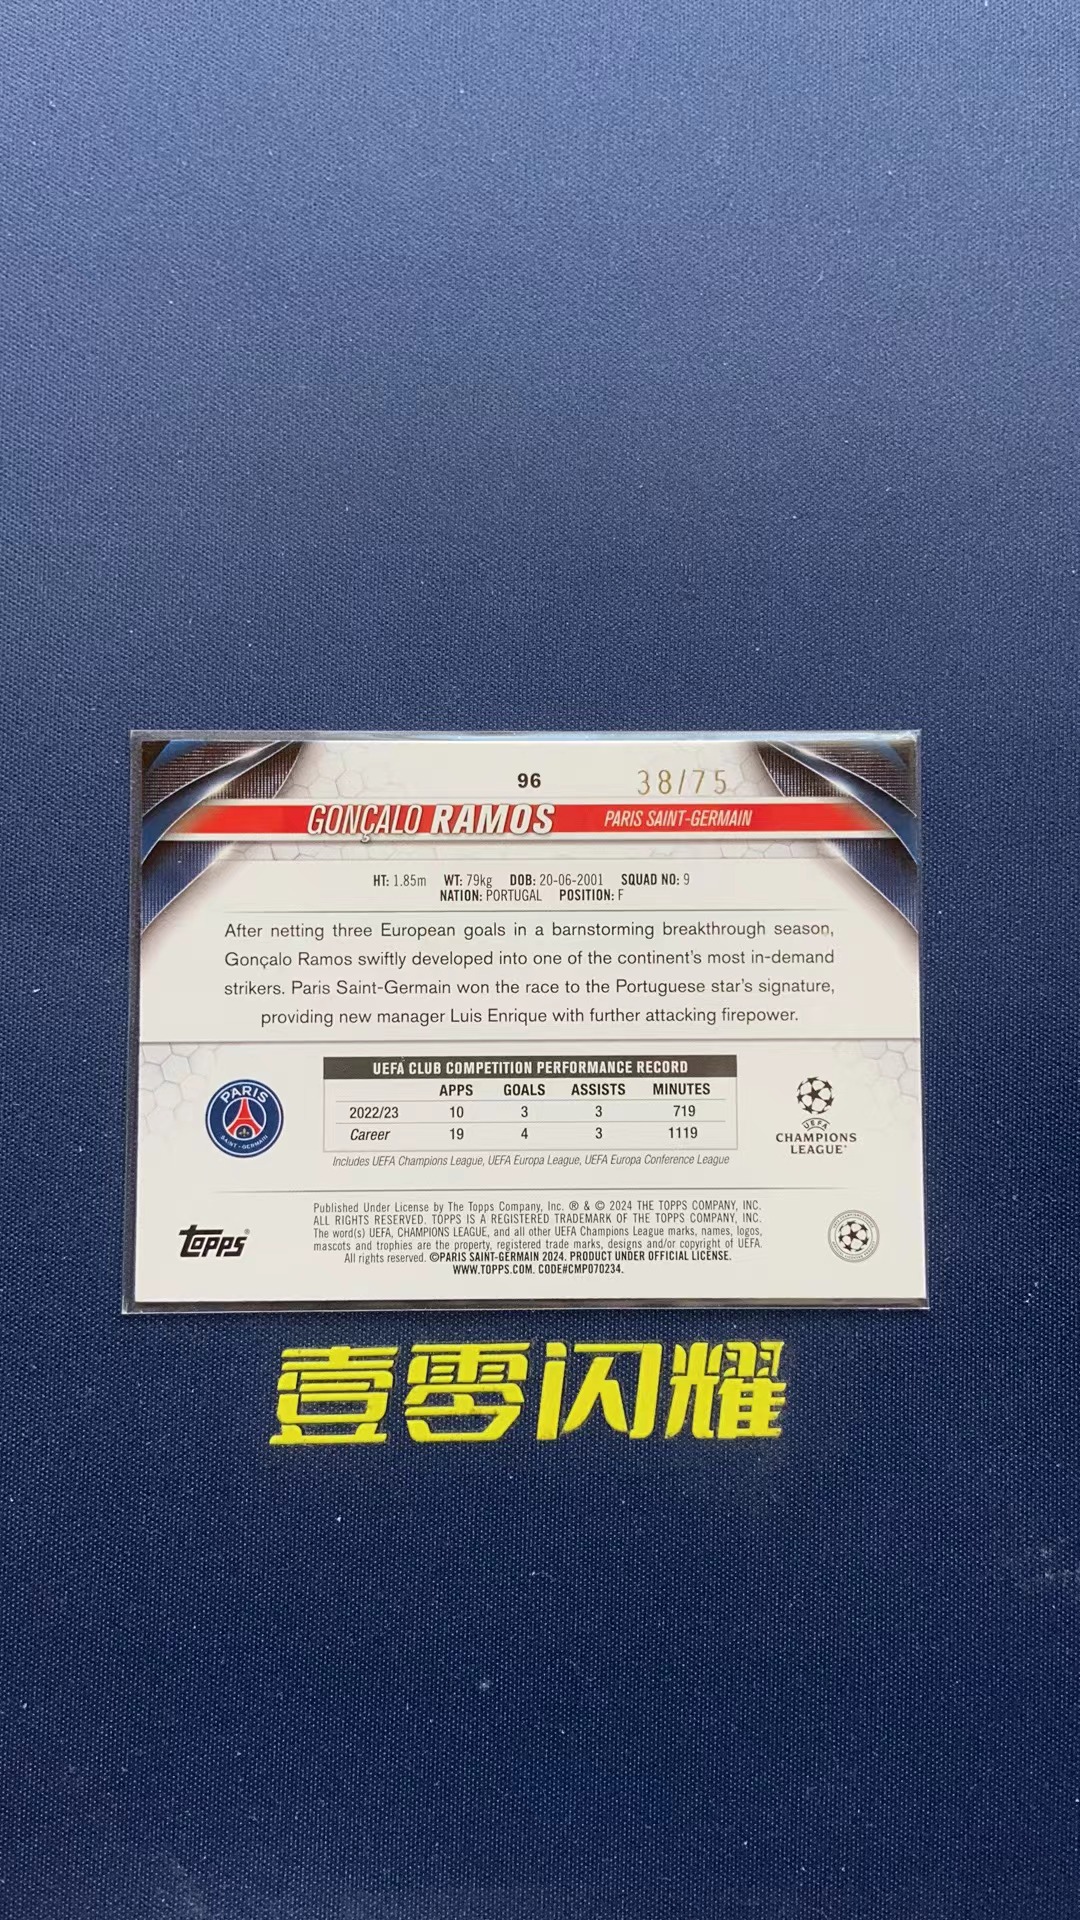 96 38/75
GONÇALO RAMOS PARIS SAINT-GERMAIN
HT: 1.85m WT: 79kg DOB: 20-06-2001 SQUAD NO: 9
NATION: PORTUGAL POSITION: F
After netting three European goals in a barnstorming breakthrough season,
Gonçalo Ramos swiftly developed into one of the continent's most in-demand
strikers. Paris Saint-Germain won the race to the Portuguese star's signature,
providing new manager Luis Enrique with further attacking firepower.
UEFA CLUB COMPETITION PERFORMANCE RECORD
APPS GOALS ASSISTS MINUTES
2022/23 10 3 3 719
Career 19 4 3 1119
Includes UEFA Champions League, UEFA Europa League, UEFA Europa Conference League
PARIS
SAINT-GERMAIN
UEFA
CHAMPIONS
LEAGUE®
Topps®
Published Under License by The Topps Company, Inc. ® & © 2024 THE TOPPS COMPANY, INC.
ALL RIGHTS RESERVED. TOPPS IS A REGISTERED TRADEMARK OF THE TOPPS COMPANY, INC.
The word(s) UEFA, CHAMPIONS LEAGUE, and all other UEFA Champions League marks, names, logos,
mascots and trophies are the property, registered trade marks, designs and/or copyright of UEFA.
All rights reserved. ©PARIS SAINT-GERMAIN 2024. PRODUCT UNDER OFFICIAL LICENSE.
WWW.TOPPS.COM. CODE#CMP070234.
壹零闪耀